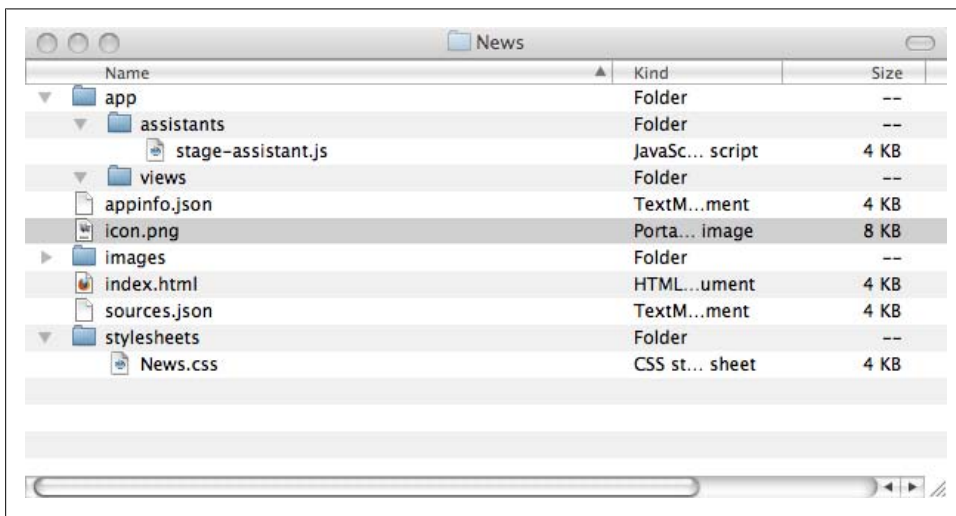 News
Name Kind Size
app Folder --
assistants Folder --
stage-assistant.js JavaSc... script 4 KB
views Folder --
appinfo.json TextM...ment 4 KB
icon.png Porta... image 8 KB
images Folder --
index.html HTML...ument 4 KB
sources.json TextM...ment 4 KB
stylesheets Folder --
News.css CSS st... sheet 4 KB